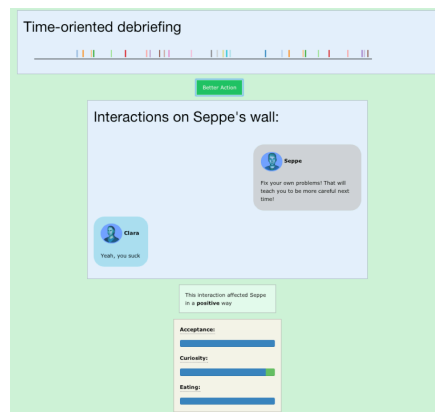 Time-oriented debriefing
Better Action
Interactions on Seppe's wall:
Seppe
Fix your own problems! That will
teach you to be more careful next
time!
Clara
Yeah, you suck
This interaction affected Seppe
in a positive way
Acceptance:
Curiosity:
Eating: